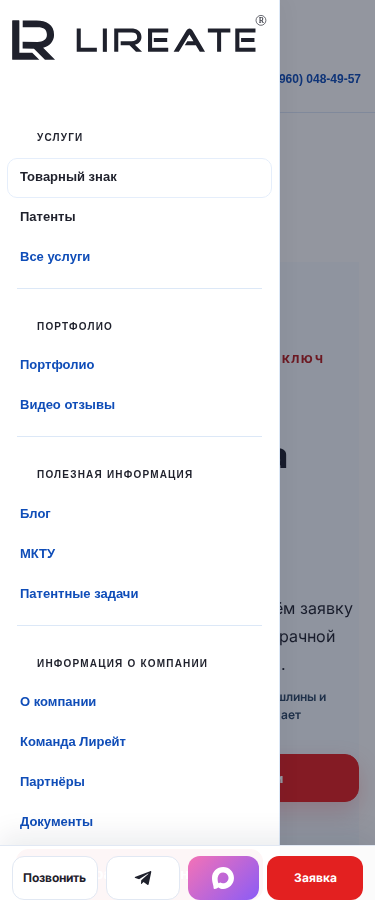 LIREATE®
960) 048-49-57
УСЛУГИ
Товарный знак
Патенты
Все услуги
ключ
ПОРТФОЛИО
Портфолио
Видео отзывы
ПОЛЕЗНАЯ ИНФОРМАЦИЯ
Блог
МКТУ
Патентные задачи
ём заявку
рачной
ИНФОРМАЦИЯ О КОМПАНИИ
шлины и
О компании
ает
Команда Лирейт
Партнёры
Документы
Позвонить
Заявка